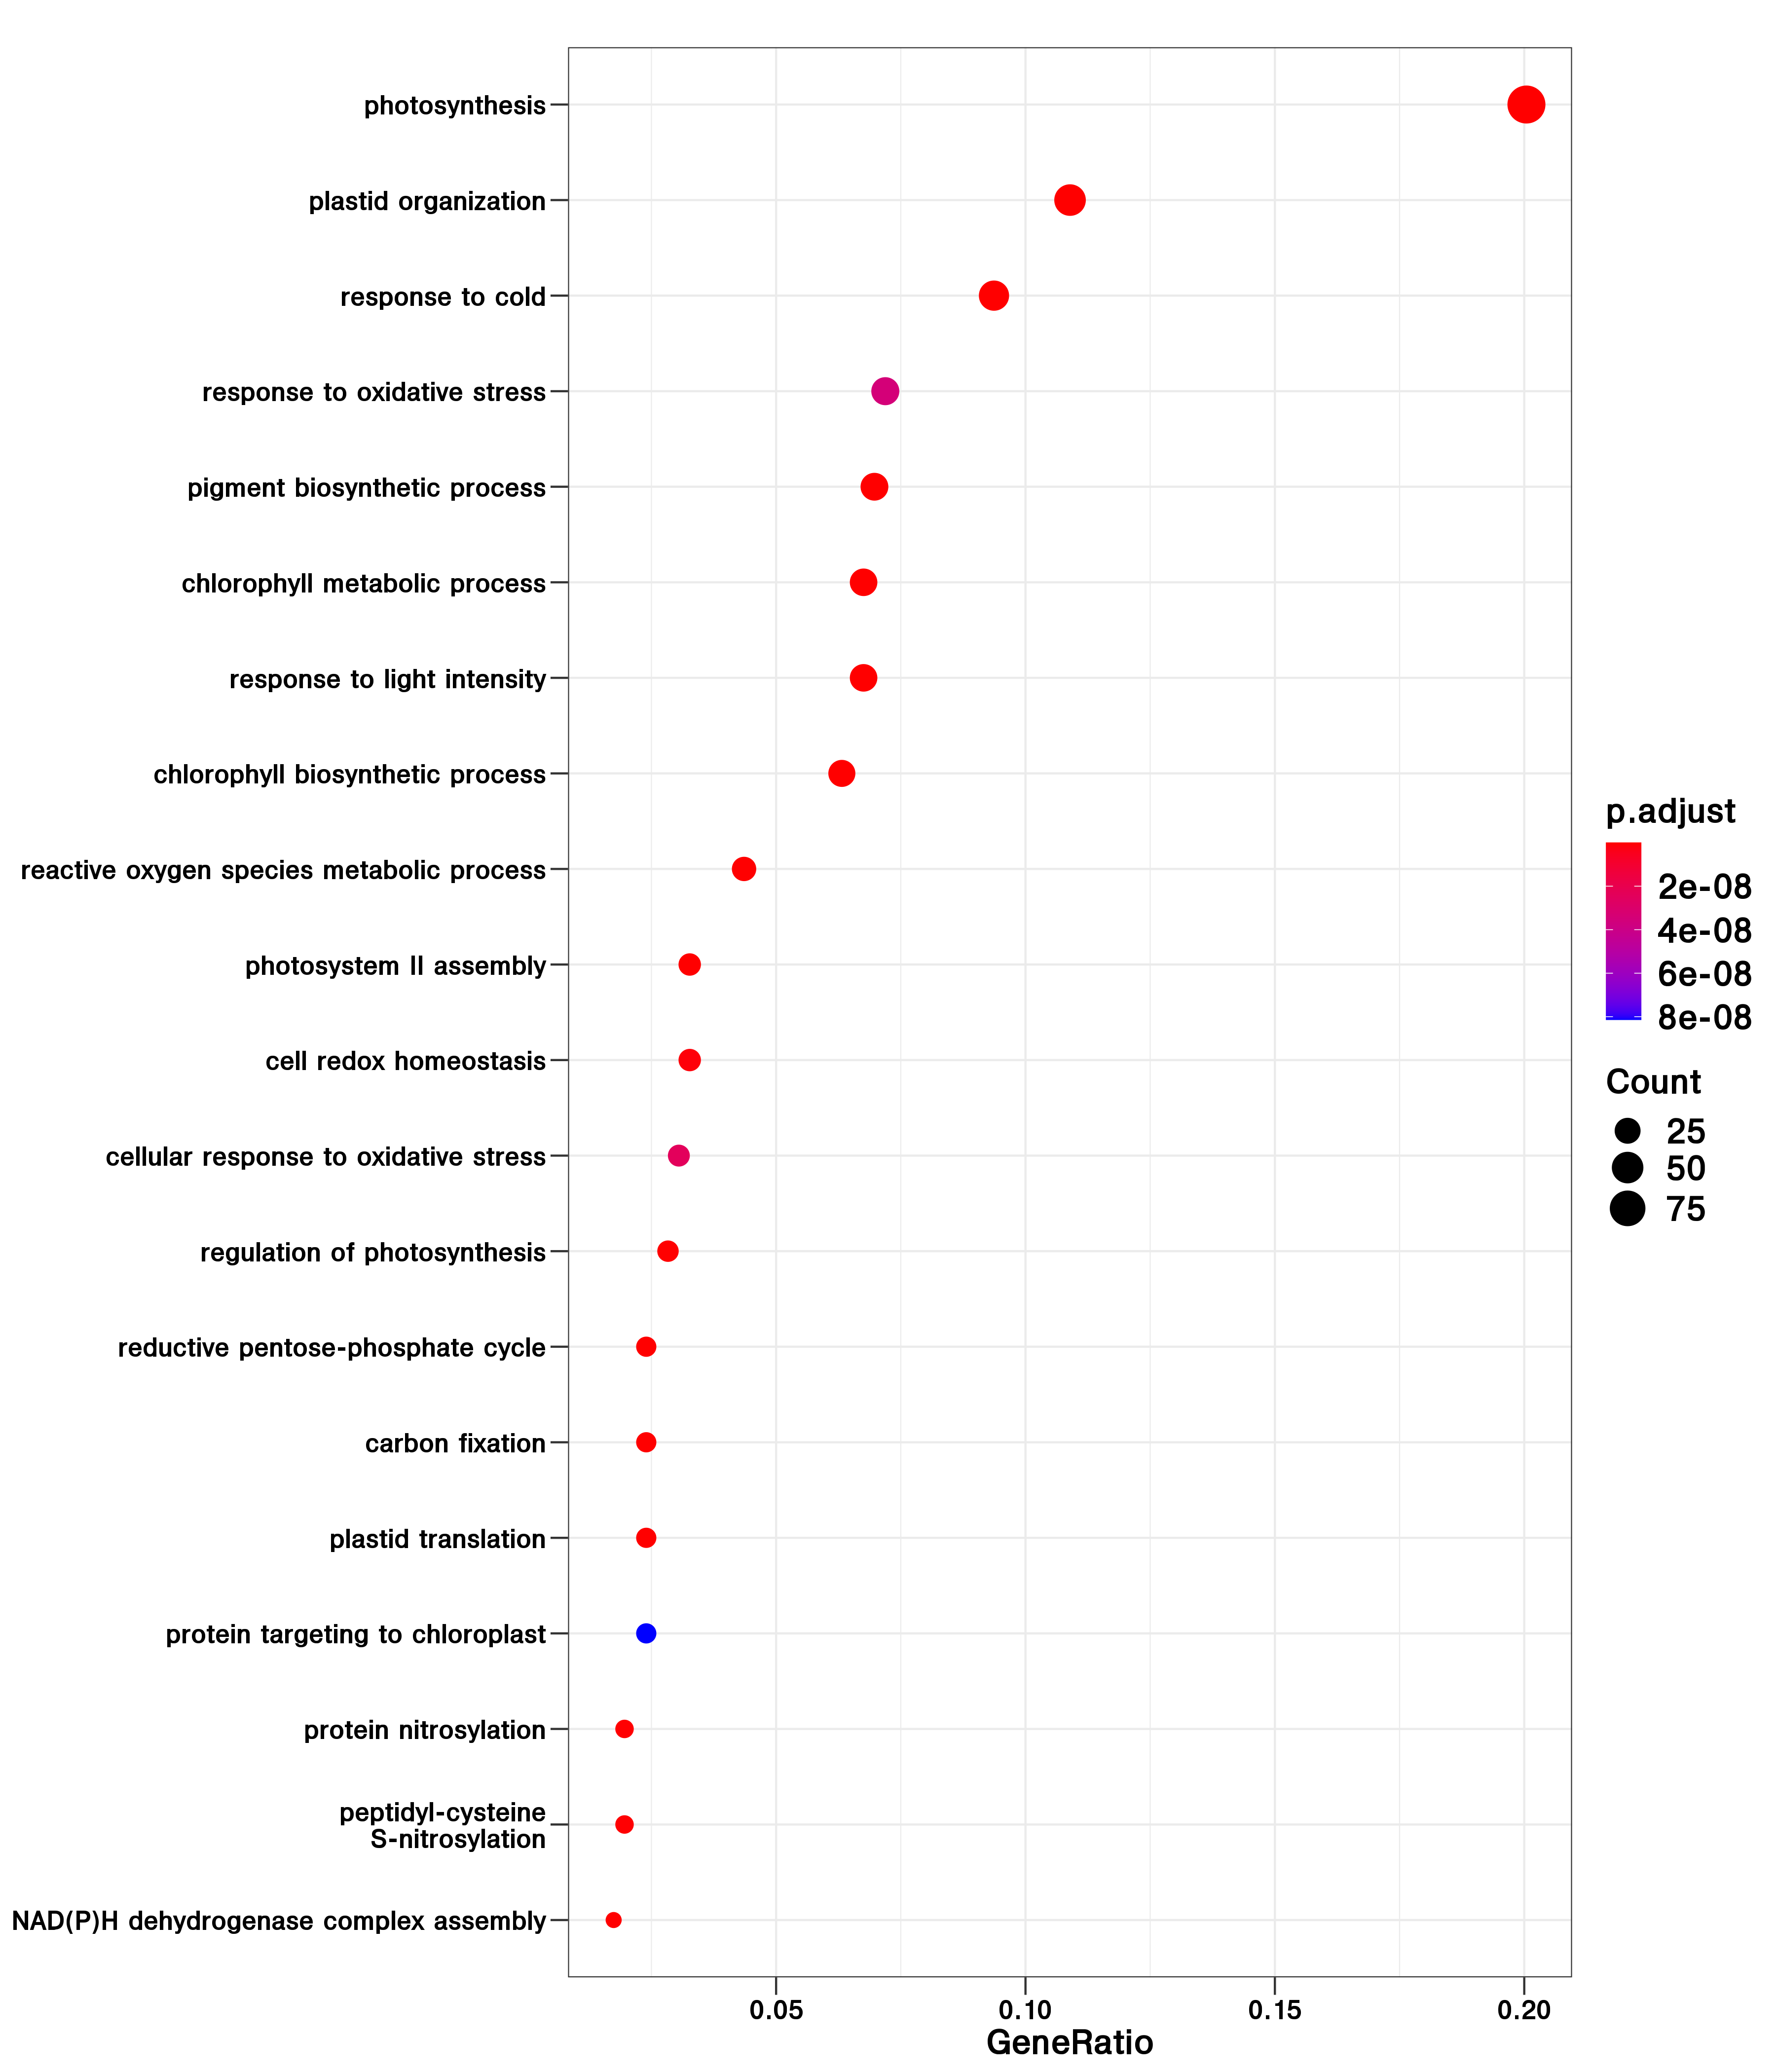 photosynthesis
plastid organization
response to cold
response to oxidative stress
pigment biosynthetic process
chlorophyll metabolic process
response to light intensity
chlorophyll biosynthetic process
reactive oxygen species metabolic process
photosystem II assembly
cell redox homeostasis
cellular response to oxidative stress
regulation of photosynthesis
reductive pentose-phosphate cycle
carbon fixation
plastid translation
protein targeting to chloroplast
protein nitrosylation
peptidyl-cysteine
S-nitrosylation
NAD(P)H dehydrogenase complex assembly
0.05 0.10 0.15 0.20
GeneRatio
p.adjust
2e-08
4e-08
6e-08
8e-08
Count
25
50
75